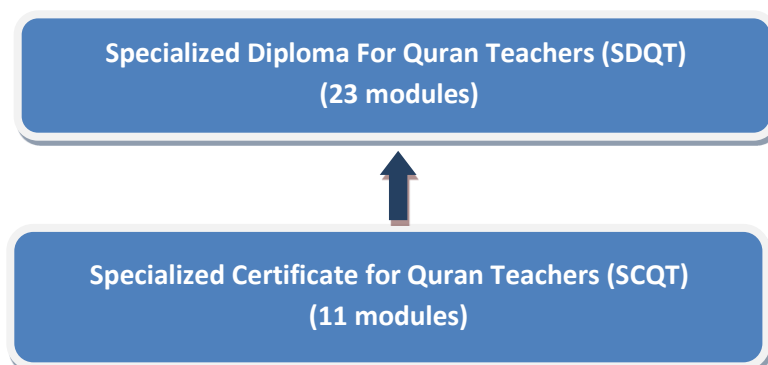 Specialized Diploma For Quran Teachers (SDQT)
(23 modules)
Specialized Certificate for Quran Teachers (SCQT)
(11 modules)